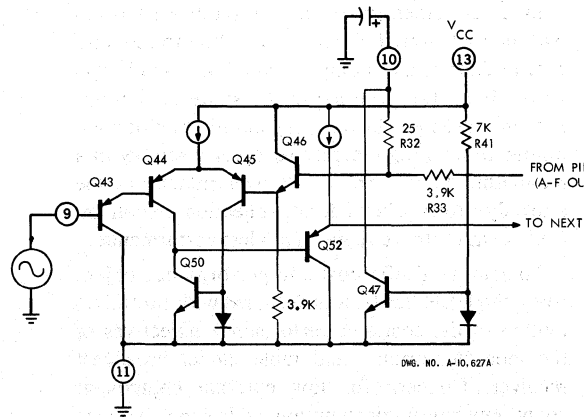 10
+
V CC
13
25
R32
7K
R41
Q46
Q44
Q45
Q43
FROM PI
(A-F OU
3.9K
R33
9
TO NEXT
Q52
Q50
Q47
3.9K
DWG. NO. A-10,627A
11